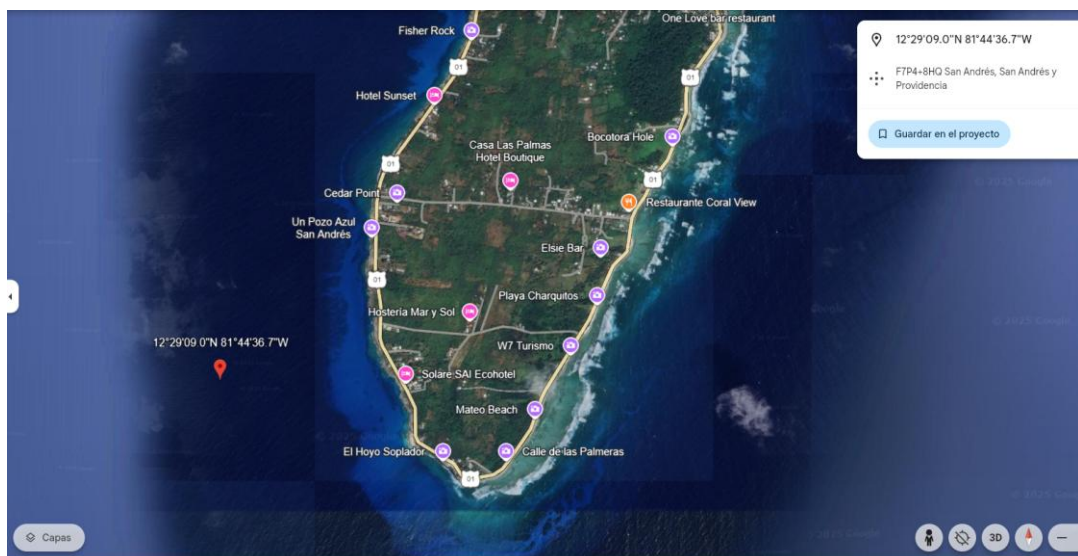 One Love bar restaurant
Fisher Rock
01
01
Hotel Sunset
Bocotora Hole
Casa Las Palmas
Hotel Boutique
01
01
Cedar Point
Restaurante Coral View
Un Pozo Azul
San Andrés
Elsie Bar
01
Playa Charquitos
Hostería Mar y Sol
12°29'09.0"N 81°44'36.7"W
W7 Turismo
Solare SAI Ecohotel
Mateo Beach
El Hoyo Soplador
Calle de las Palmeras
01
12°29'09.0"N 81°44'36.7"W
F7P4+8HQ San Andrés, San Andrés y
Providencia
Guardar en el proyecto
© 2025 Google
Capas
3D